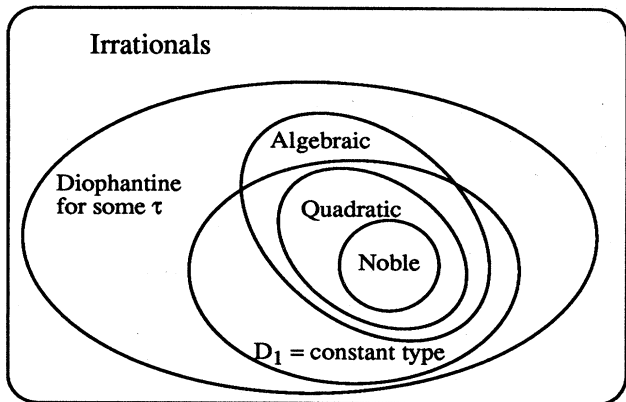 Irrationals
Algebraic
Diophantine
for some τ
Quadratic
Noble
D₁ = constant type